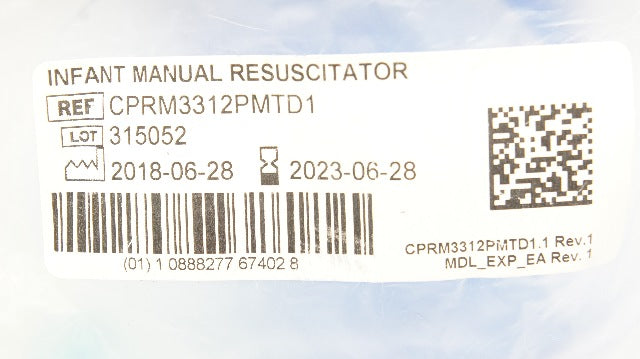 INFANT MANUAL RESUSCITATOR
REF CPRM3312PMTD1
LOT 315052
2018-06-28 2023-06-28
(01) 1 0888277 67402 8
CPRM3312PMTD1.1 Rev.1
MDL_EXP_EA Rev. 1